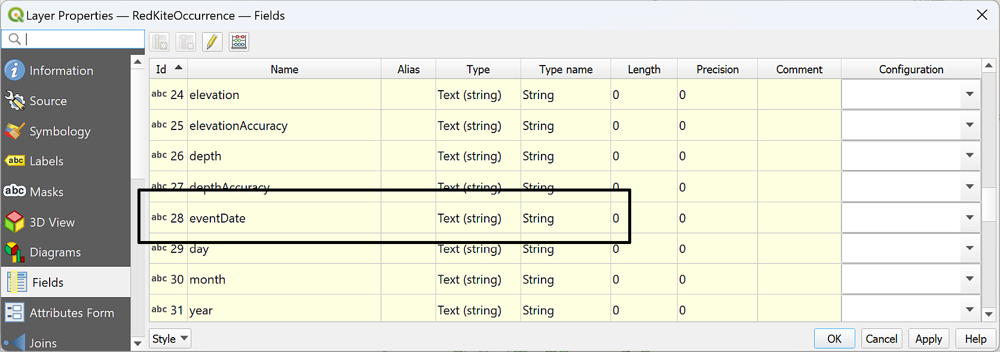 Layer Properties — RedKiteOccurrence — Fields
Id Name Alias Type Type name Length Precision Comment Configuration
abc 24 elevation Text (string) String 0 0
abc 25 elevationAccuracy Text (string) String 0 0
abc 26 depth Text (string) String 0 0
abc 27 depthAccuracy Text (string) String 0 0
abc 28 eventDate Text (string) String 0 0
abc 29 day Text (string) String 0 0
abc 30 month Text (string) String 0 0
abc 31 year Text (string) String 0 0
Information
Source
Symbology
abc Labels
abc Masks
3D View
Diagrams
Fields
Attributes Form
Joins
Style
OK Cancel Apply Help